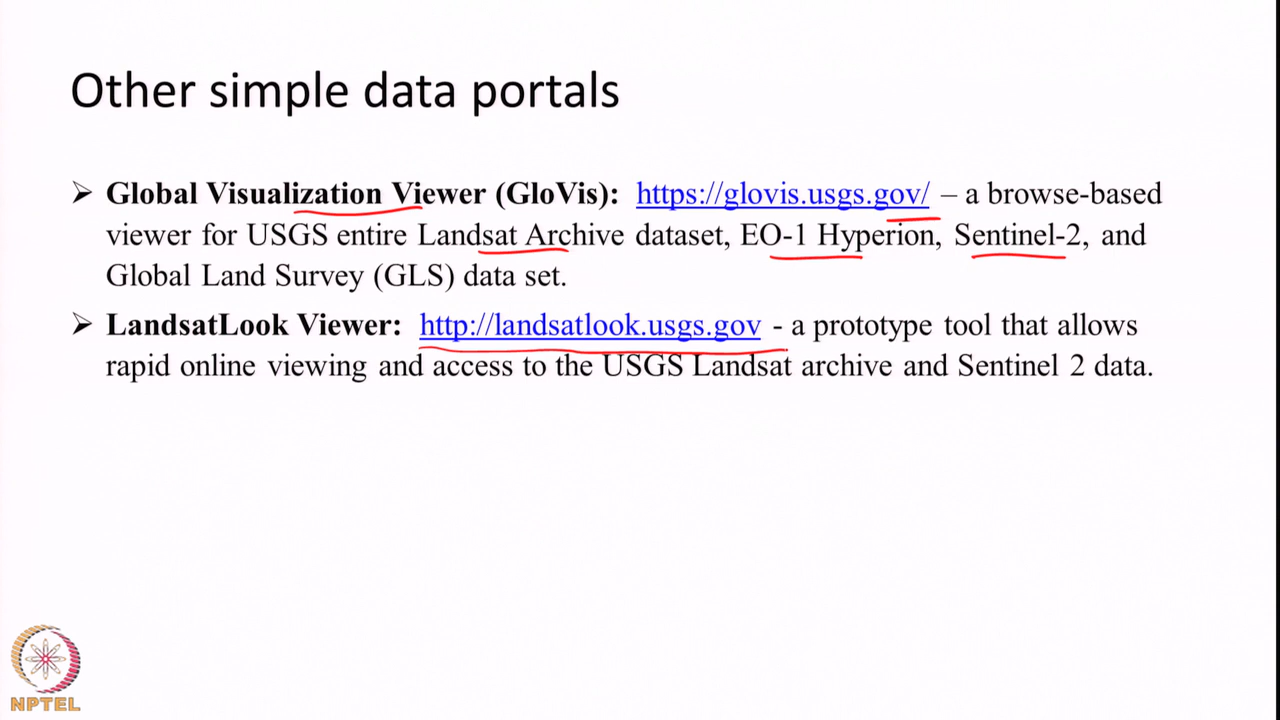 Other simple data portals
➢ Global Visualization Viewer (GloVis): https://glovis.usgs.gov/ – a browse-based
viewer for USGS entire Landsat Archive dataset, EO-1 Hyperion, Sentinel-2, and
Global Land Survey (GLS) data set.
➢ LandsatLook Viewer: http://landsatlook.usgs.gov - a prototype tool that allows
rapid online viewing and access to the USGS Landsat archive and Sentinel 2 data.
NPTEL